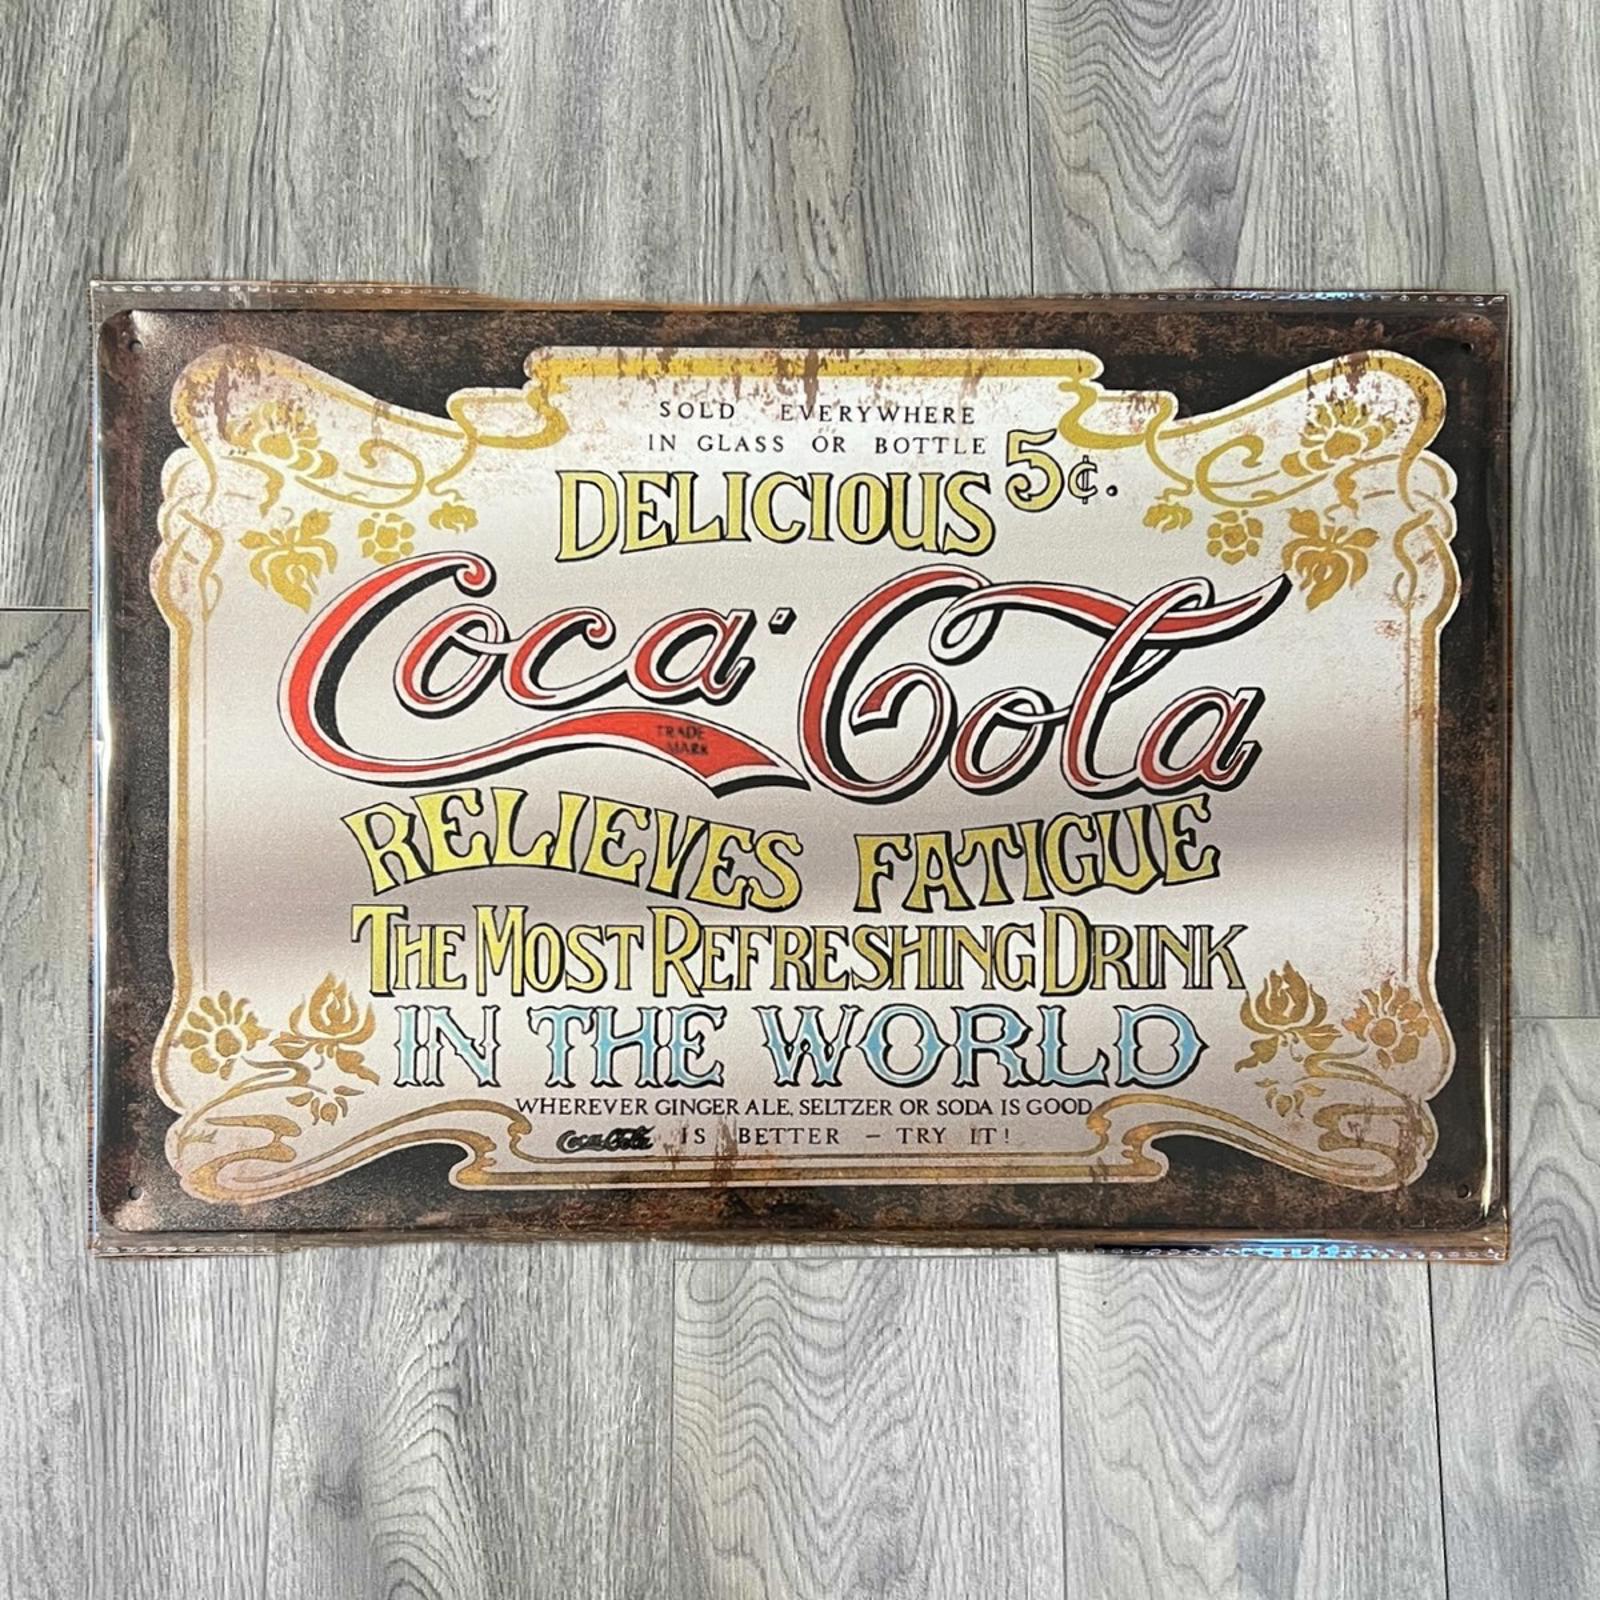 SOLD EVERYWHERE
IN GLASS OR BOTTLE
5¢.
DELICIOUS
Coca-Cola
TRADE
MARK
RELIEVES FATIGUE
THE MOST REFRESHING DRINK
IN THE WORLD
WHEREVER GINGER ALE, SELTZER OR SODA IS GOOD
Coca-Cola IS BETTER - TRY IT!